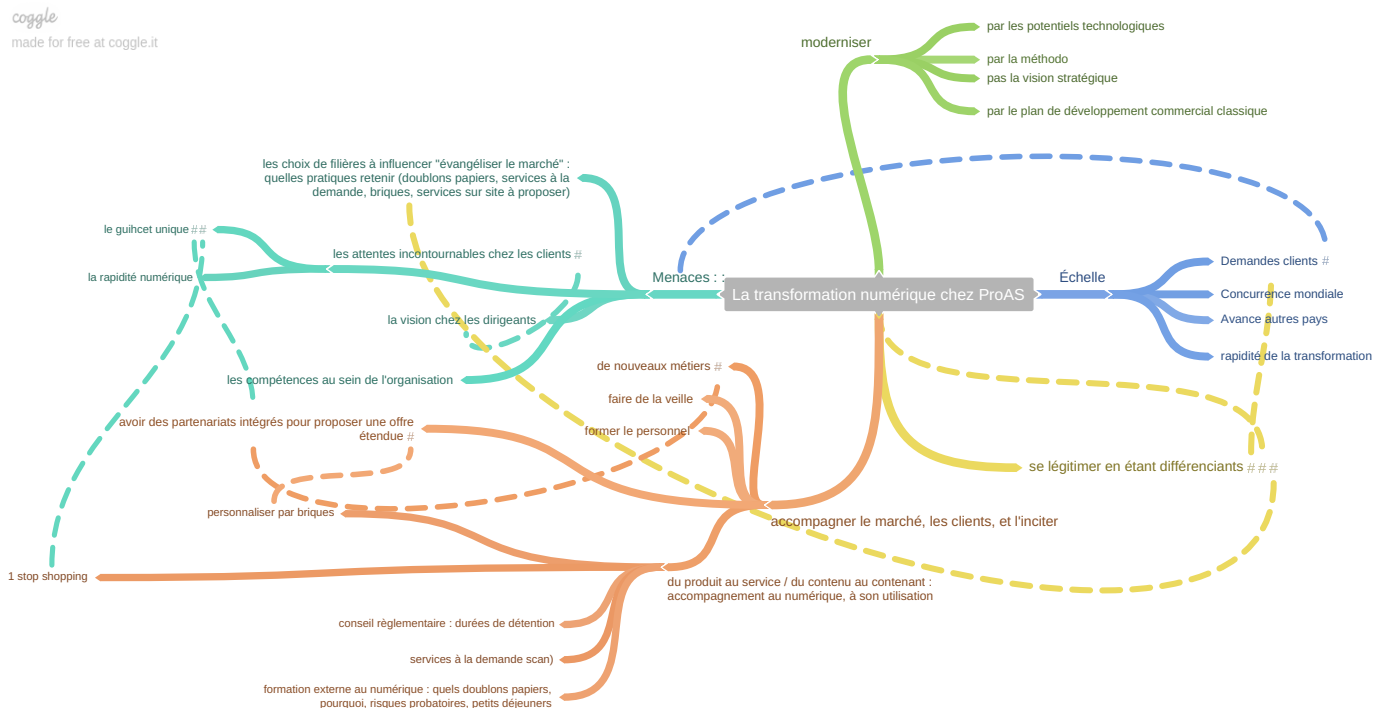 coggle
made for free at coggle.it
moderniser
par les potentiels technologiques
par la méthodo
pas la vision stratégique
par le plan de développement commercial classique
les choix de filières à influencer "évangéliser le marché" :
quelles pratiques retenir (doublons papiers, services à la
demande, briques, services sur site à proposer)
le guihcet unique ##
la rapidité numérique
les attentes incontournables chez les clients #
la vision chez les dirigeants
les compétences au sein de l'organisation
Menaces : :
La transformation numérique chez ProAS
Échelle
Demandes clients #
Concurrence mondiale
Avance autres pays
rapidité de la transformation
de nouveaux métiers #
faire de la veille
former le personnel
avoir des partenariats intégrés pour proposer une offre
étendue #
se légitimer en étant différenciants ###
accompagner le marché, les clients, et l'inciter
personnaliser par briques
1 stop shopping
du produit au service / du contenu au contenant :
accompagnement au numérique, à son utilisation
conseil règlementaire : durées de détention
services à la demande scan)
formation externe au numérique : quels doublons papiers,
pourquoi, risques probatoires, petits déjeuners